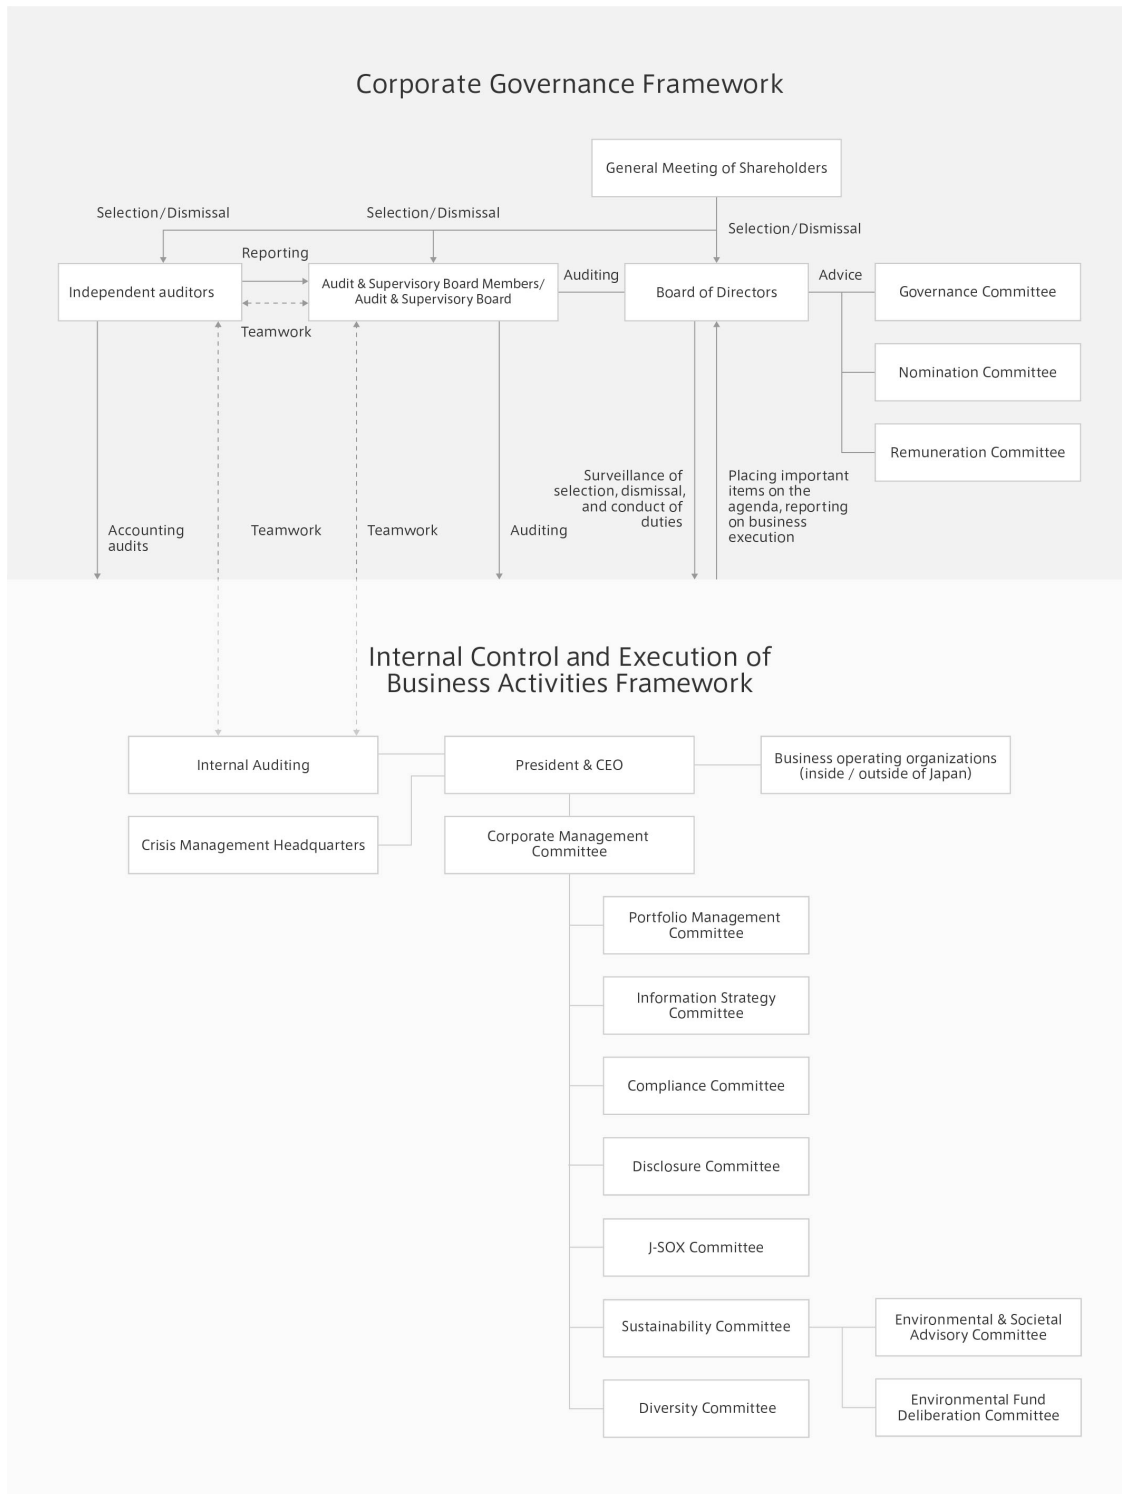 Corporate Governance Framework
General Meeting of Shareholders
Selection/Dismissal
Selection/Dismissal
Selection/Dismissal
Reporting
Independent auditors
Teamwork
Audit & Supervisory Board Members/
Audit & Supervisory Board
Auditing
Board of Directors
Advice
Governance Committee
Nomination Committee
Remuneration Committee
Accounting
audits
Teamwork
Teamwork
Auditing
Surveillance of
selection, dismissal,
and conduct of
duties
Placing important
items on the
agenda, reporting
on business
execution
Internal Control and Execution of
Business Activities Framework
Internal Auditing
President & CEO
Business operating organizations
(inside / outside of Japan)
Crisis Management Headquarters
Corporate Management
Committee
Portfolio Management
Committee
Information Strategy
Committee
Compliance Committee
Disclosure Committee
J-SOX Committee
Sustainability Committee
Environmental & Societal
Advisory Committee
Diversity Committee
Environmental Fund
Deliberation Committee